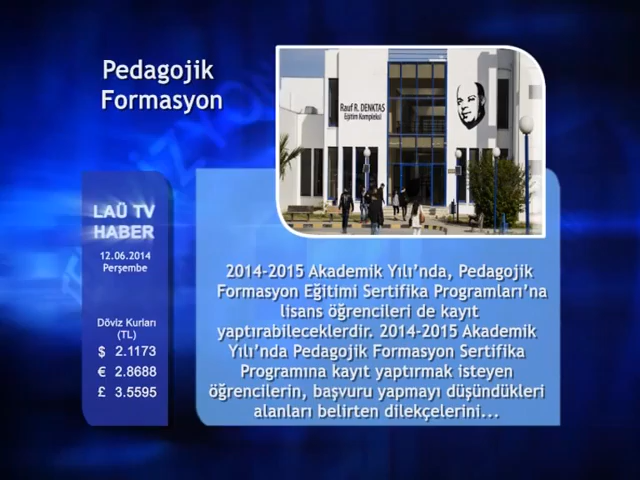 Pedagojik
Formasyon
Rauf R. DENKTAŞ
Eğitim Kompleksi
LAÜ TV
HABER
12.06.2014
Perşembe
Döviz Kurları
(TL)
$ 2.1173
€ 2.8688
£ 3.5595
2014-2015 Akademik Yılı’nda, Pedagojik
Formasyon Eğitimi Sertifika Programları’na
lisans öğrencileri de kayıt
yaptırabileceklerdir. 2014-2015 Akademik
Yılı’nda Pedagojik Formasyon Sertifika
Programına kayıt yaptırmak isteyen
öğrencilerin, başvuru yapmayı düşündükleri
alanları belirten dilekçelerini...